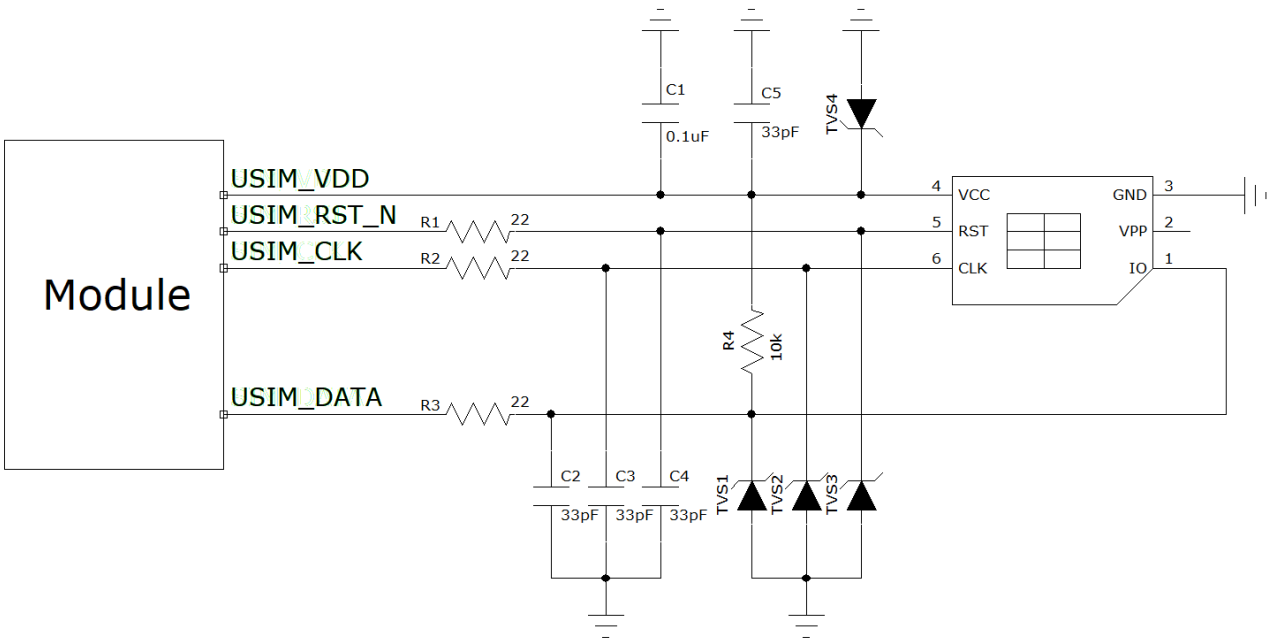 C1
0.1uF
C5
33pF
TVS4
Module
USIM_VDD
USIM_RST_N
USIM_CLK
USIM_DATA
R1
22
R2
22
R3
22
4
VCC
GND
3
5
RST
VPP
2
6
CLK
IO
1
R4
10k
C2
33pF
C3
33pF
C4
33pF
TVS1
TVS2
TVS3